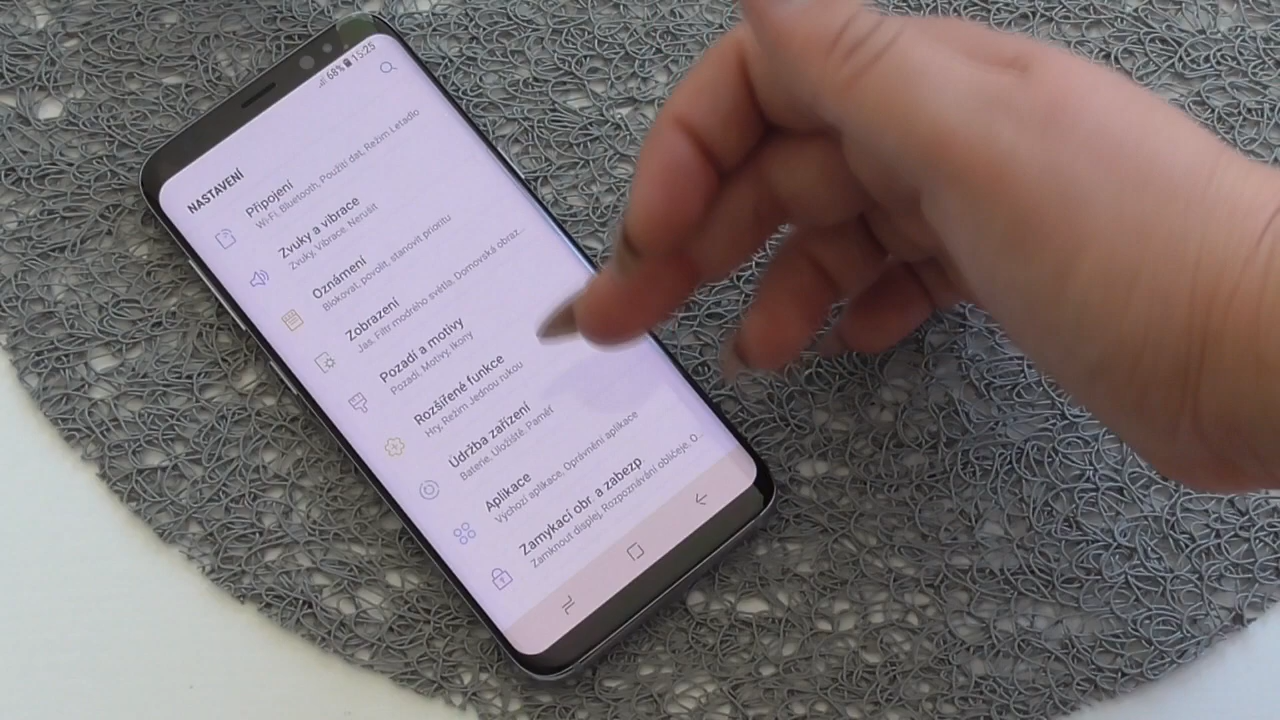 68% 15:25
NASTAVENÍ
Připojení
Wi-Fi, Bluetooth, Použití dat, Režim Letadlo
Zvuky a vibrace
Zvuky, Vibrace, Nerušit
Oznámení
Blokovat, povolit, stanovit prioritu
Zobrazení
Jas, Filtr modrého světla, Domovská obraz...
Pozadí a motivy
Pozadí, Motivy, Ikony
Rozšířené funkce
Hry, Režim Jednou rukou
Údržba zařízení
Baterie, Uložiště, Paměť
Aplikace
Výchozí aplikace, Oprávnění aplikace
Zamykací obr a zabezp.
Zamknout displej, Rozpoznávání obličeje, O...